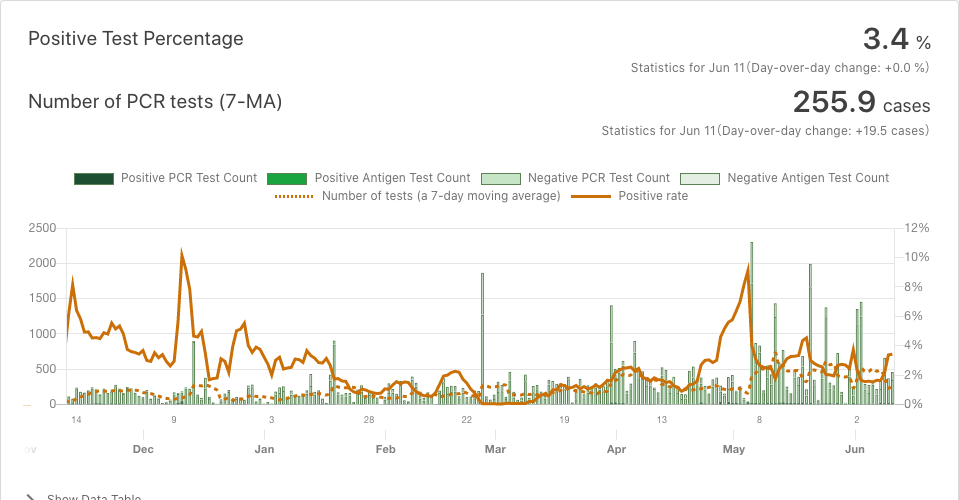 Positive Test Percentage
3.4 %
Statistics for Jun 11(Day-over-day change: +0.0 %)
Number of PCR tests (7-MA)
255.9 cases
Statistics for Jun 11(Day-over-day change: +19.5 cases)
Positive PCR Test Count Positive Antigen Test Count Negative PCR Test Count Negative Antigen Test Count
Number of tests (a 7-day moving average) Positive rate
2500 12%
2000 10%
1500 8%
1000 6%
500 4%
0 2%
0%
14 9 3 28 22 19 13 8 2
ov Dec Jan Feb Mar Apr May Jun
Show Data Table